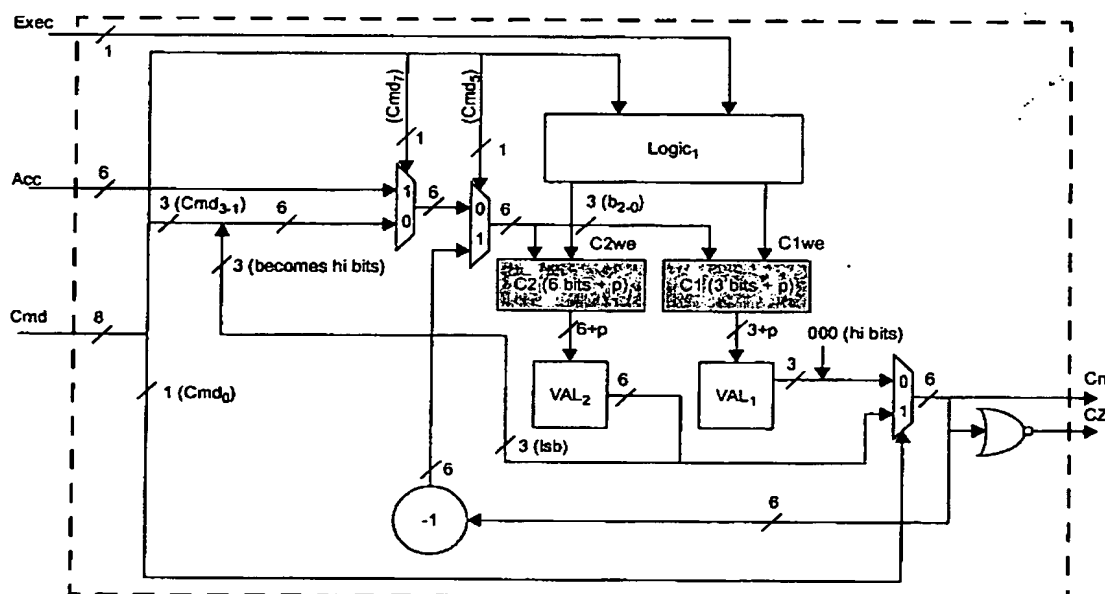 Exec
1
(Cmd7)
(Cmd5)
1
1
Logic1
Acc
6
3 (Cmd3-1)
6
1
0
6
0
1
6
3 (b2-0)
C2we
C1we
3 (becomes hi bits)
C2 (6 bits + p)
C1 (3 bits + p)
Cmd
8
6+p
3+p
000 (hi bits)
1 (Cmd0)
VAL2
6
VAL1
3
0
1
6
Cn
CZ
3 (lsb)
6
-1
6